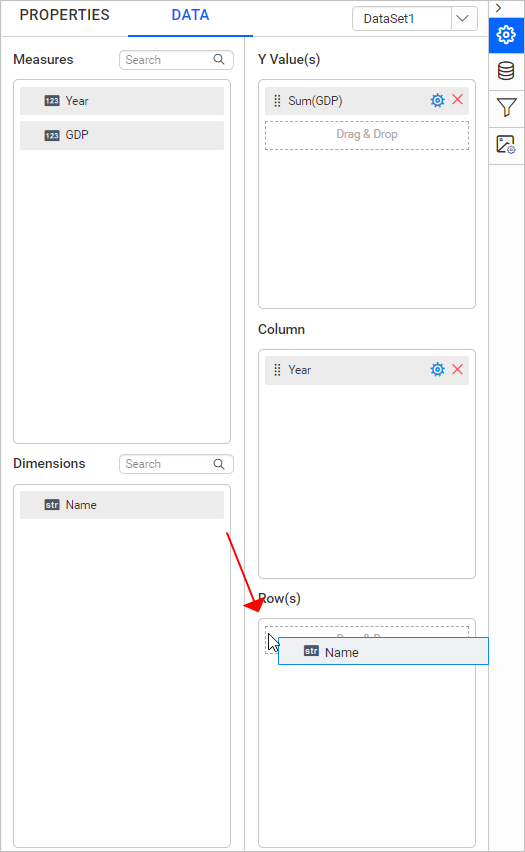 PROPERTIES
DATA
DataSet1
Measures
Search
123 Year
123 GDP
Dimensions
Search
str Name
Y Value(s)
Sum(GDP)
Drag & Drop
Column
Year
Row(s)
str Name